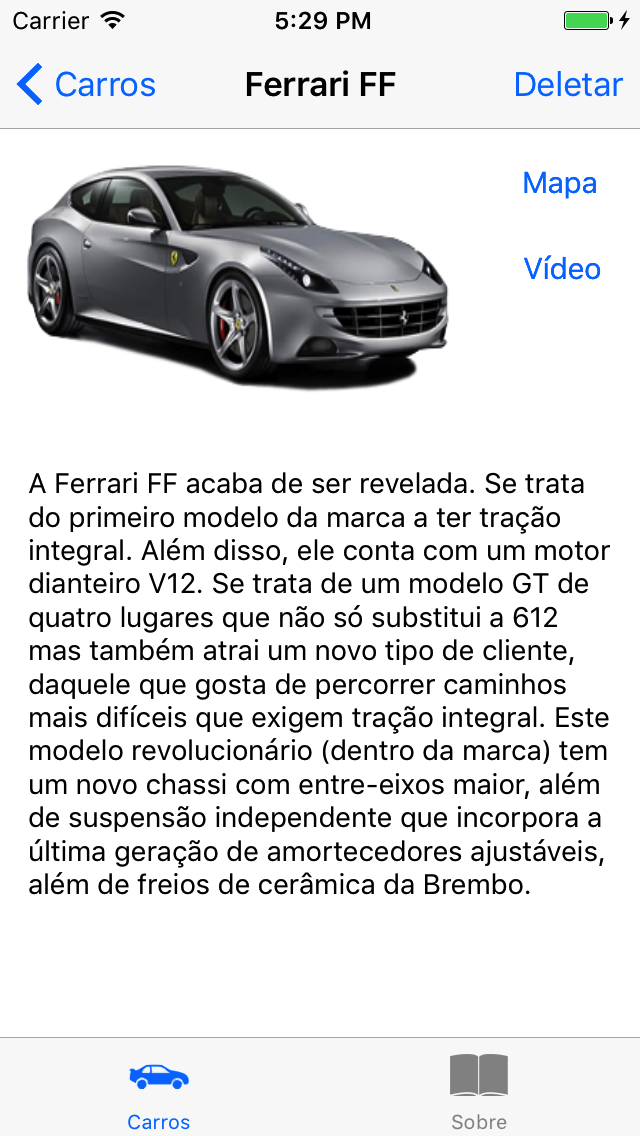 Carrier 5:29 PM
Carros Ferrari FF Deletar
Mapa
Vídeo
A Ferrari FF acaba de ser revelada. Se trata
do primeiro modelo da marca a ter tração
integral. Além disso, ele conta com um motor
dianteiro V12. Se trata de um modelo GT de
quatro lugares que não só substitui a 612
mas também atrai um novo tipo de cliente,
daquele que gosta de percorrer caminhos
mais difíceis que exigem tração integral. Este
modelo revolucionário (dentro da marca) tem
um novo chassi com entre-eixos maior, além
de suspensão independente que incorpora a
última geração de amortecedores ajustáveis,
além de freios de cerâmica da Brembo.
Carros Sobre